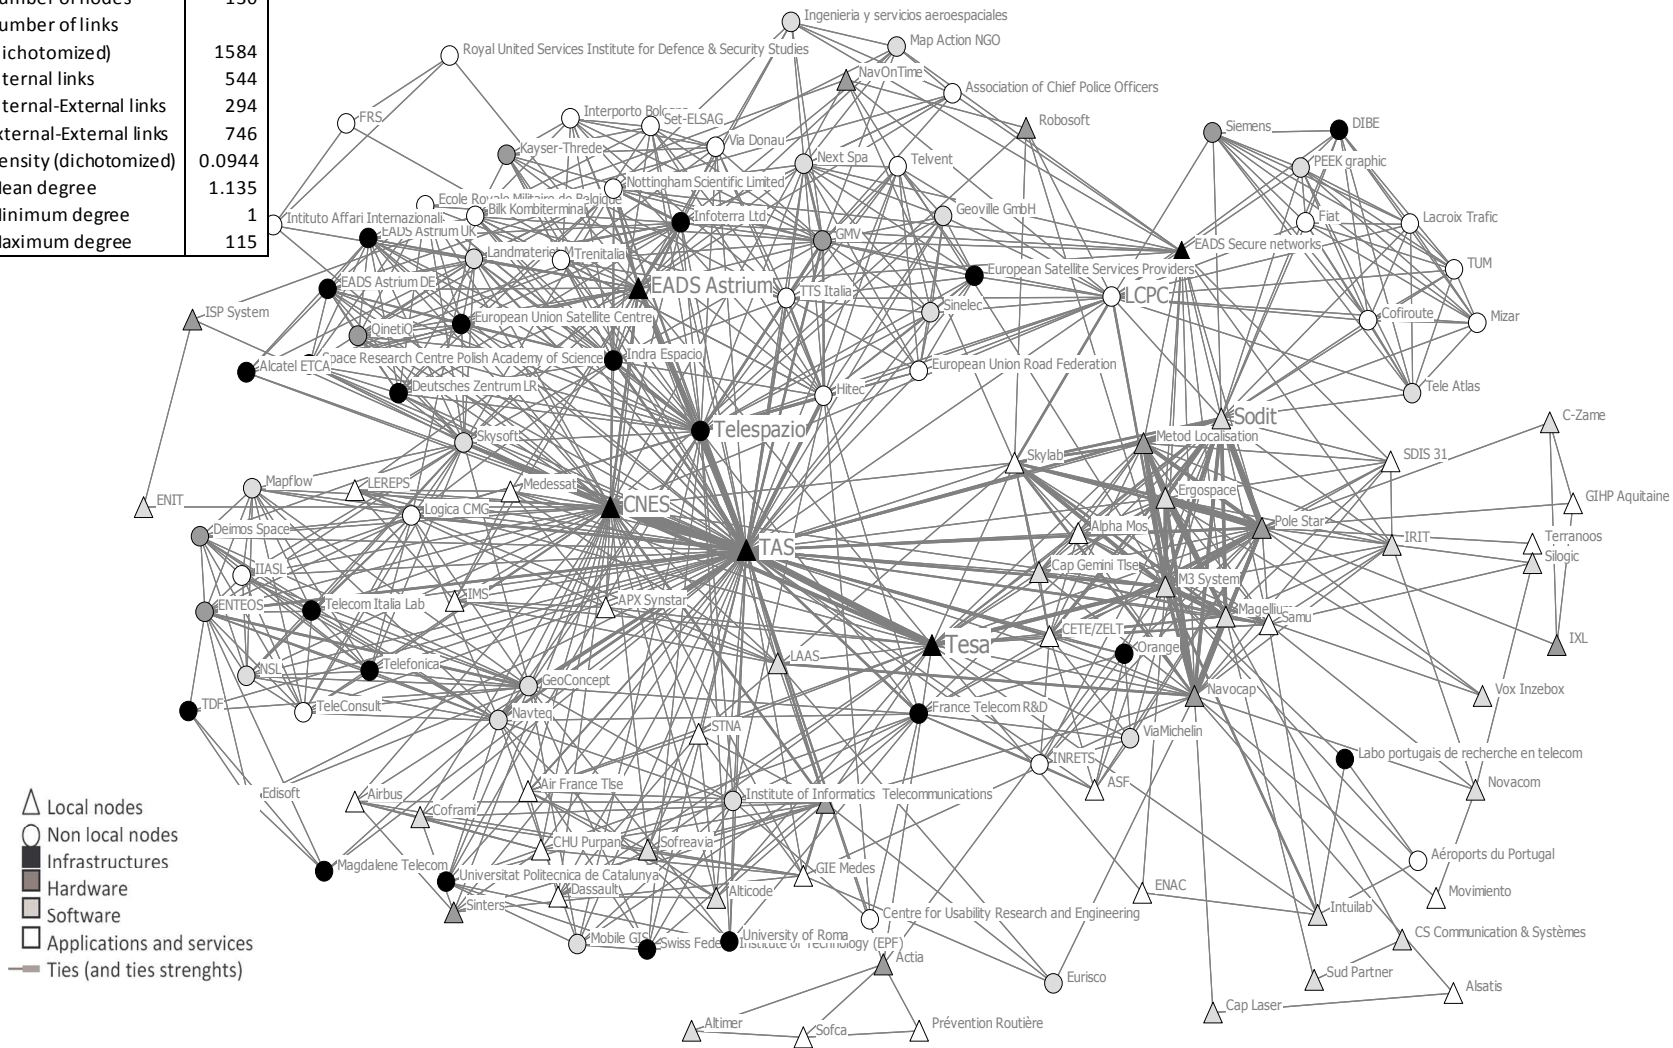 umber of nodes
umber of links
ichotomized) 1584
ternal links 544
ternal-External links 294
xternal-External links 746
ensity (dichotomized) 0.0944
ean degree 1.135
inimum degree 1
aximum degree 115
Ingenieria y servicios aeroespaciales
Map Action NGO
Royal United Services Institute for Defence & Security Studies
NavOnTime
Association of Chief Police Officers
FRS
Interporto
Set-ELSAG
Robosoft
Siemens
DIBE
Kayser-Threde
Via Donau
Next Spa
Telvent
PEEK graphic
Nottingham Scientific Limited
Ecole Royale Militaire de Belgique
Bilk Kombiterminal
Intituto Affari Internazionali
Infoterra Ltd
Geoville GmbH
Fiat
Lacroix Trafic
EADS Astrium UK
GMV
EADS Secure networks
Landmateriet
Trenitalia
TUM
EADS Astrium DE
EADS Astrium
TTS Italia
European Satellite Services Providers
LCPC
Sinelec
ISP System
European Union Satellite Centre
QinetiQ
Cofiroute
Mizar
Space Research Centre Polish Academy of Science
Indra Espacio
European Union Road Federation
Alcatel ETCA
Deutsches Zentrum LR
Hitec
Tele Atlas
Telespazio
Sodit
C-Zame
Skysoft
Metod Localisation
Skylab
SDIS 31
Mapflow
LEREPS
Medessat
Ergospace
GIHP Aquitaine
ENIT
CNES
Logica CMG
Deimos Space
Alpha Mos
Pole Star
IRIT
Terranoos
TAS
Silogic
IIASL
Cap Gemini Tlse
M3 System
ENTEOS
Telecom Italia Lab
IMS
APX Synstar
Magellium
Samu
CETE/ZELT
Tesa
Orange
IXL
NSL
Telefonica
LAAS
GeoConcept
Navocap
Vox Inzebox
TDF
TeleConsult
Navteq
France Telecom R&D
STNA
ViaMichelin
INRETS
Labo portugais de recherche en telecom
ASF
Novacom
Edisoft
Airbus
Air France Tlse
Institute of Informatics Telecommunications
Coframi
CHU Purpan
Sofreavia
Aéroports du Portugal
Magdalene Telecom
Universitat Politecnica de Catalunya
GIE Medes
Dassault
Alticode
ENAC
Movimiento
Sinters
Centre for Usability Research and Engineering
Intuilab
Mobile GIS
Swiss Fede Institute of Technology (EPF)
University of Roma
CS Communication & Systèmes
Actia
Eurisco
Sud Partner
Alsatis
Cap Laser
Altimer
Sofca
Prévention Routière
Local nodes
Non local nodes
Infrastructures
Hardware
Software
Applications and services
Ties (and ties strenghts)